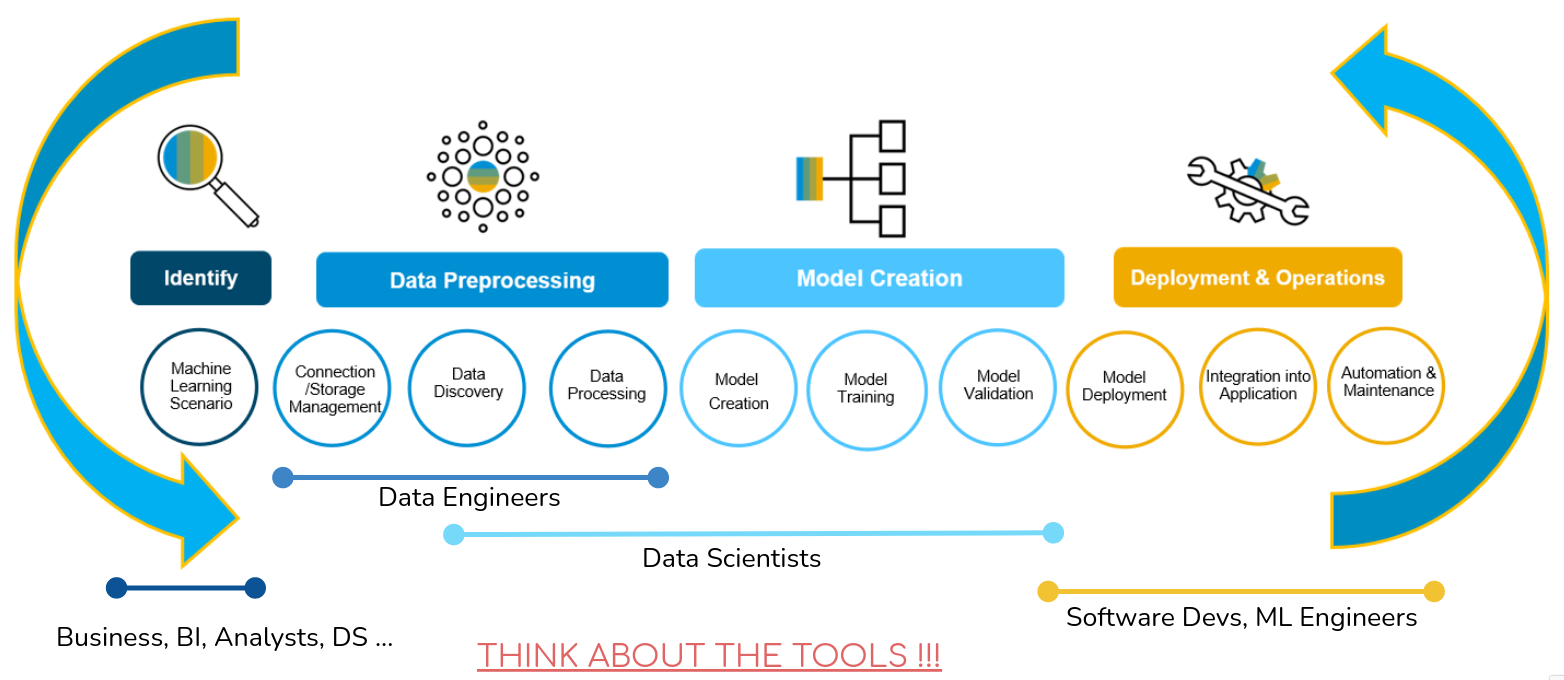 Identify
Data Preprocessing
Model Creation
Deployment & Operations
Machine
Learning
Scenario
Connection
/Storage
Management
Data
Discovery
Data
Processing
Model
Creation
Model
Training
Model
Validation
Model
Deployment
Integration into
Application
Automation &
Maintenance
Data Engineers
Data Scientists
Software Devs, ML Engineers
Business, BI, Analysts, DS ...
THINK ABOUT THE TOOLS !!!